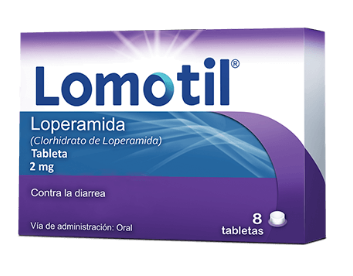 Lomotil®
Loperamida
(Clorhidrato de Loperamida)
Tableta
2 mg
Contra la diarrea
8
tabletas
Vía de administración: Oral